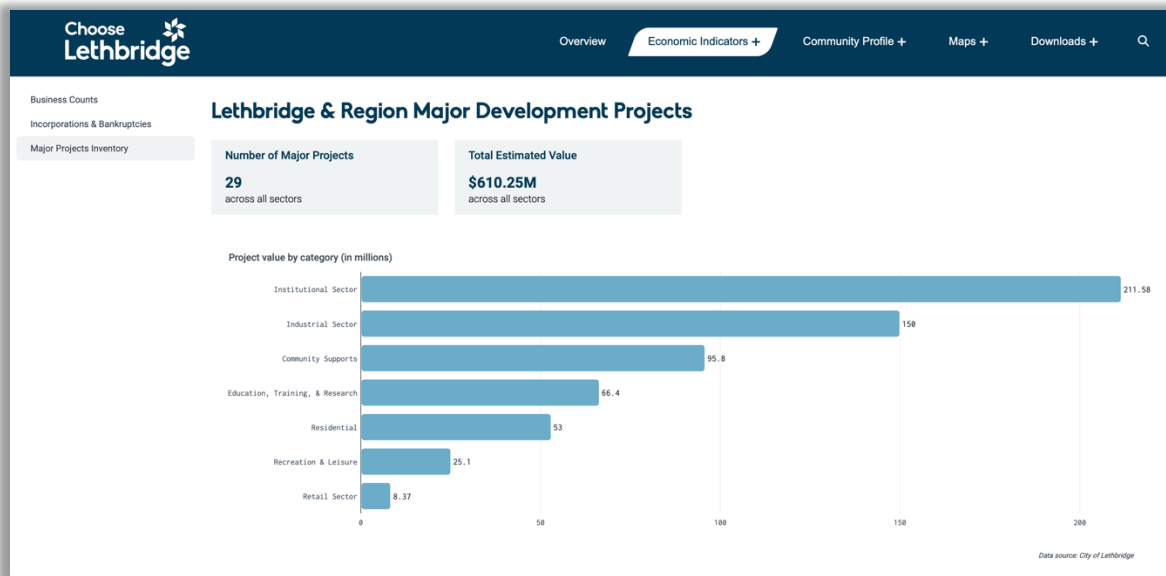 Choose
Lethbridge
Overview
Economic Indicators +
Community Profile +
Maps +
Downloads +
Business Counts
Incorporations & Bankruptcies
Major Projects Inventory
Lethbridge & Region Major Development Projects
Number of Major Projects
29
across all sectors
Total Estimated Value
$610.25M
across all sectors
Project value by category (in millions)
Institutional Sector 211.58
Industrial Sector 150
Community Supports 95.8
Education, Training, & Research 66.4
Residential 53
Recreation & Leisure 25.1
Retail Sector 8.37
0 50 100 150 200
Data source: City of Lethbridge